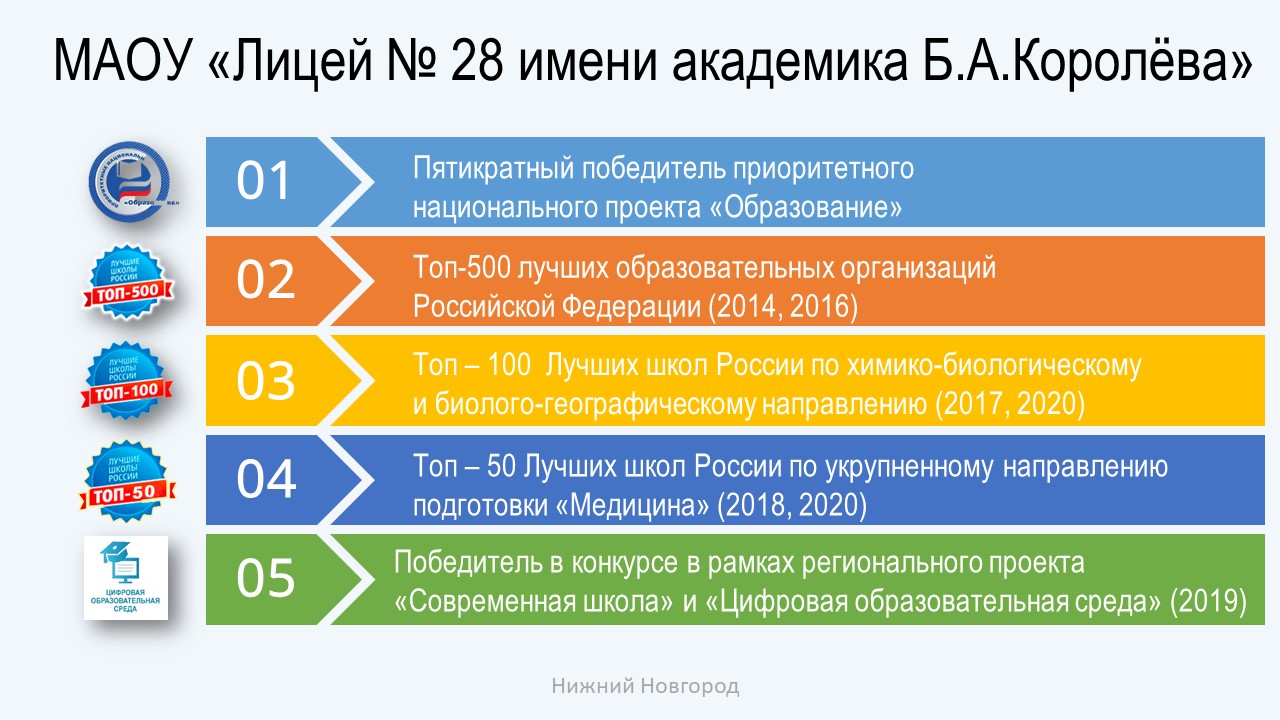 МАОУ «Лицей № 28 имени академика Б.А.Королёва»
ПРИОРИТЕТНЫЕ НАЦИОНАЛЬН
«Образо ие»
01
Пятикратный победитель приоритетного
национального проекта «Образование»
ЛУЧШИЕ
ШКОЛЫ
РОССИИ
ТОП-500
02
Топ-500 лучших образовательных организаций
Российской Федерации (2014, 2016)
ЛУЧШИЕ
ШКОЛЫ
РОССИИ
ТОП-100
03
Топ – 100 Лучших школ России по химико-биологическому
и биолого-географическому направлению (2017, 2020)
ЛУЧШИЕ
ШКОЛЫ
РОССИИ
ТОП-50
04
Топ – 50 Лучших школ России по укрупненному направлению
подготовки «Медицина» (2018, 2020)
ЦИФРОВАЯ
ОБРАЗОВАТЕЛЬНАЯ
СРЕДА
05
Победитель в конкурсе в рамках регионального проекта
«Современная школа» и «Цифровая образовательная среда» (2019)
Нижний Новгород